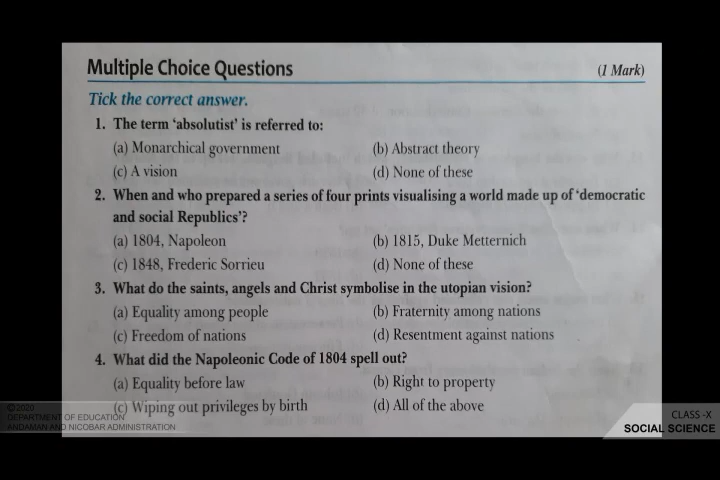 Multiple Choice Questions (1 Mark)
Tick the correct answer.
1. The term 'absolutist' is referred to:
(a) Monarchical government (b) Abstract theory
(c) A vision (d) None of these
2. When and who prepared a series of four prints visualising a world made up of 'democratic
and social Republics'?
(a) 1804, Napoleon (b) 1815, Duke Metternich
(c) 1848, Frederic Sorrieu (d) None of these
3. What do the saints, angels and Christ symbolise in the utopian vision?
(a) Equality among people (b) Fraternity among nations
(c) Freedom of nations (d) Resentment against nations
4. What did the Napoleonic Code of 1804 spell out?
(a) Equality before law (b) Right to property
(c) Wiping out privileges by birth (d) All of the above
©2020
DEPARTMENT OF EDUCATION
ANDAMAN AND NICOBAR ADMINISTRATION
CLASS -X
SOCIAL SCIENCE